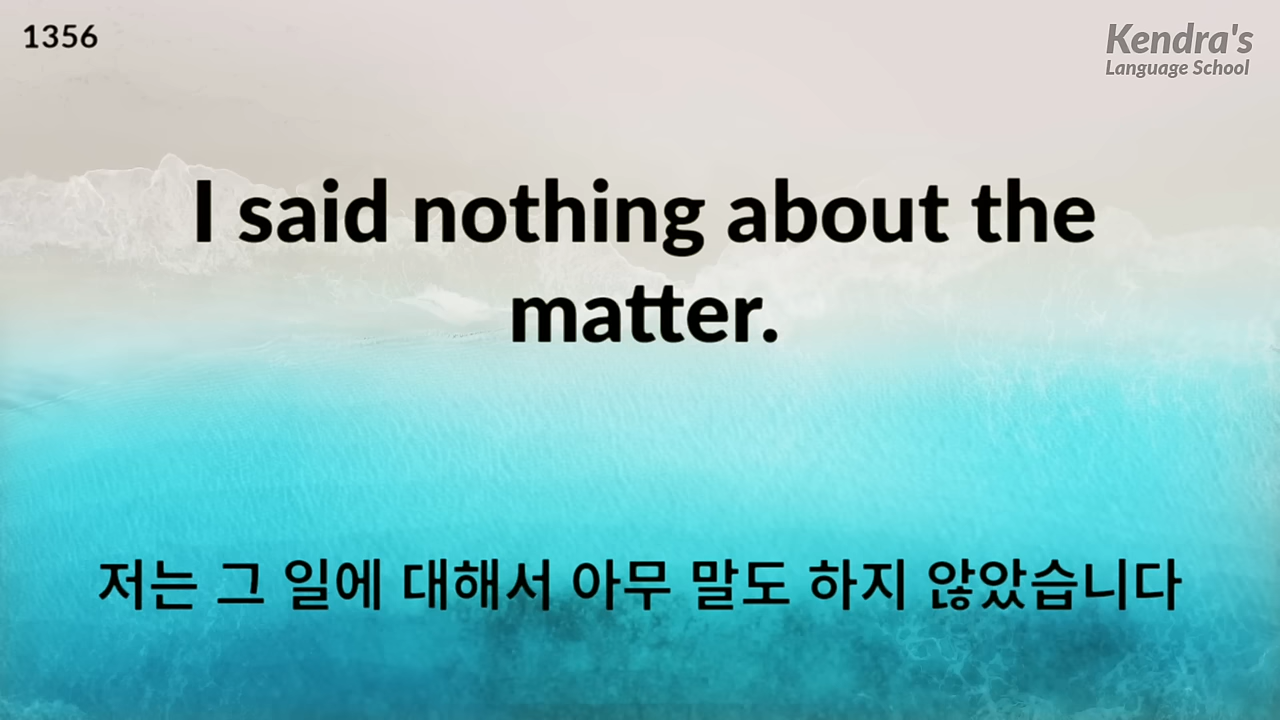 1356
Kendra's
Language School
I said nothing about the
matter.
저는 그 일에 대해서 아무 말도 하지 않았습니다